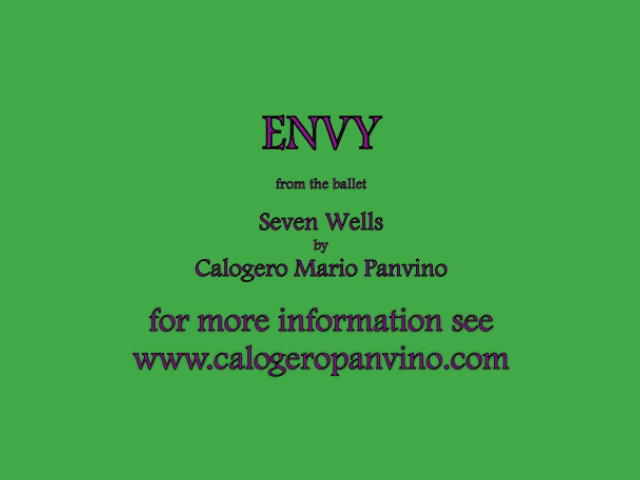 ENVY
from the ballet
Seven Wells
by
Calogero Mario Panvino
for more information see
www.calogeropanvino.com